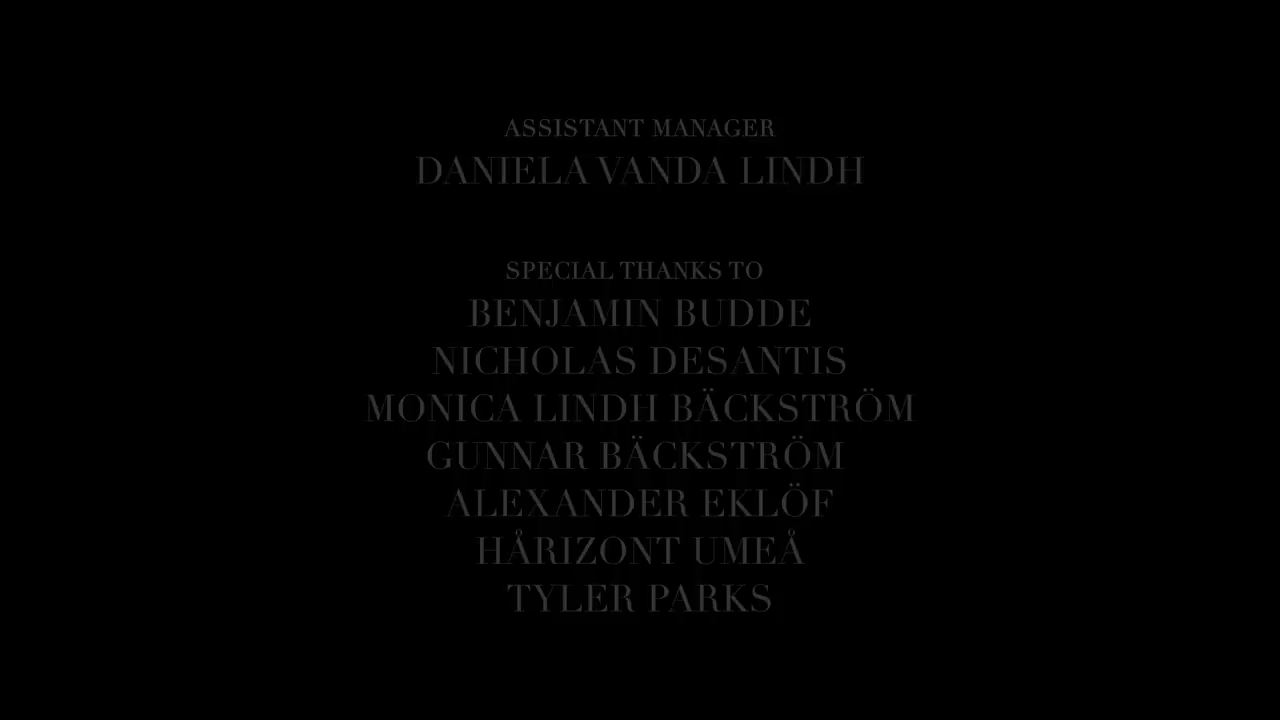 ASSISTANT MANAGER
DANIELA VANDA LINDH
SPECIAL THANKS TO
BENJAMIN BUDDE
NICHOLAS DESANTIS
MONICA LINDH BÄCKSTRÖM
GUNNAR BÄCKSTRÖM
ALEXANDER EKLÖF
HÅRIZONT UMEÅ
TYLER PARKS